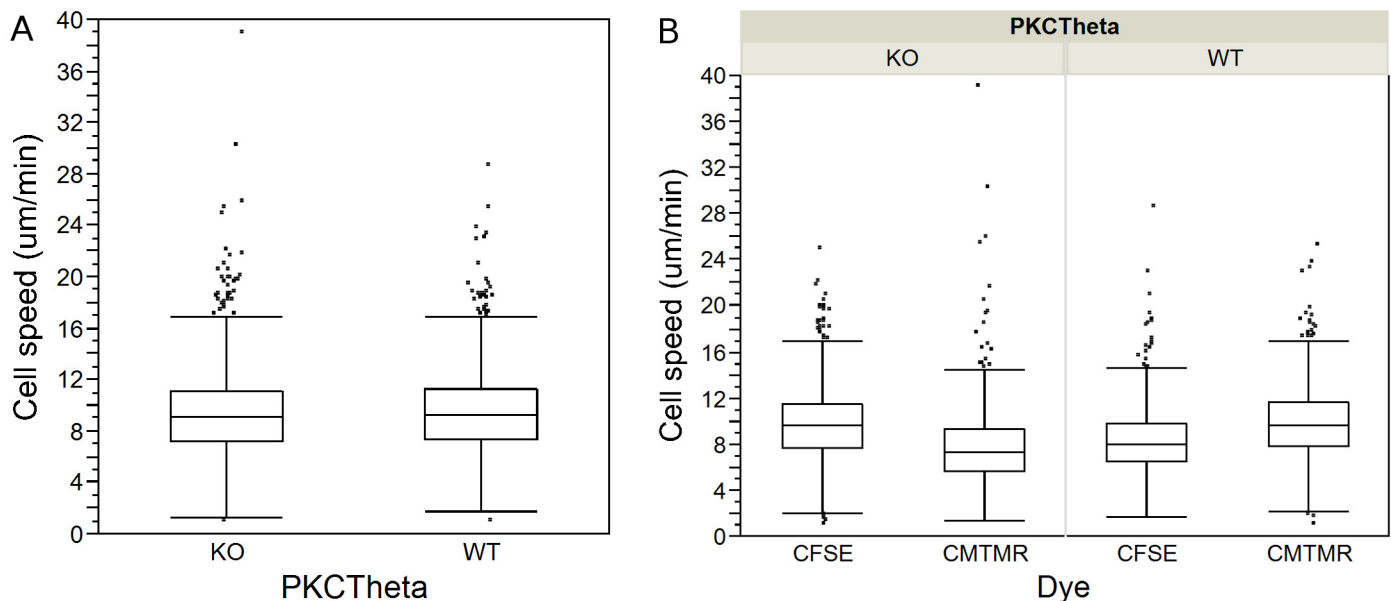 A
Cell speed (um/min)
40
36
32
28
24
20
16
12
8
4
0
KO WT
PKCTheta
B
PKCTheta
KO WT
Cell speed (um/min)
40
36
32
28
24
20
16
12
8
4
0
CFSE CMTMR CFSE CMTMR
Dye